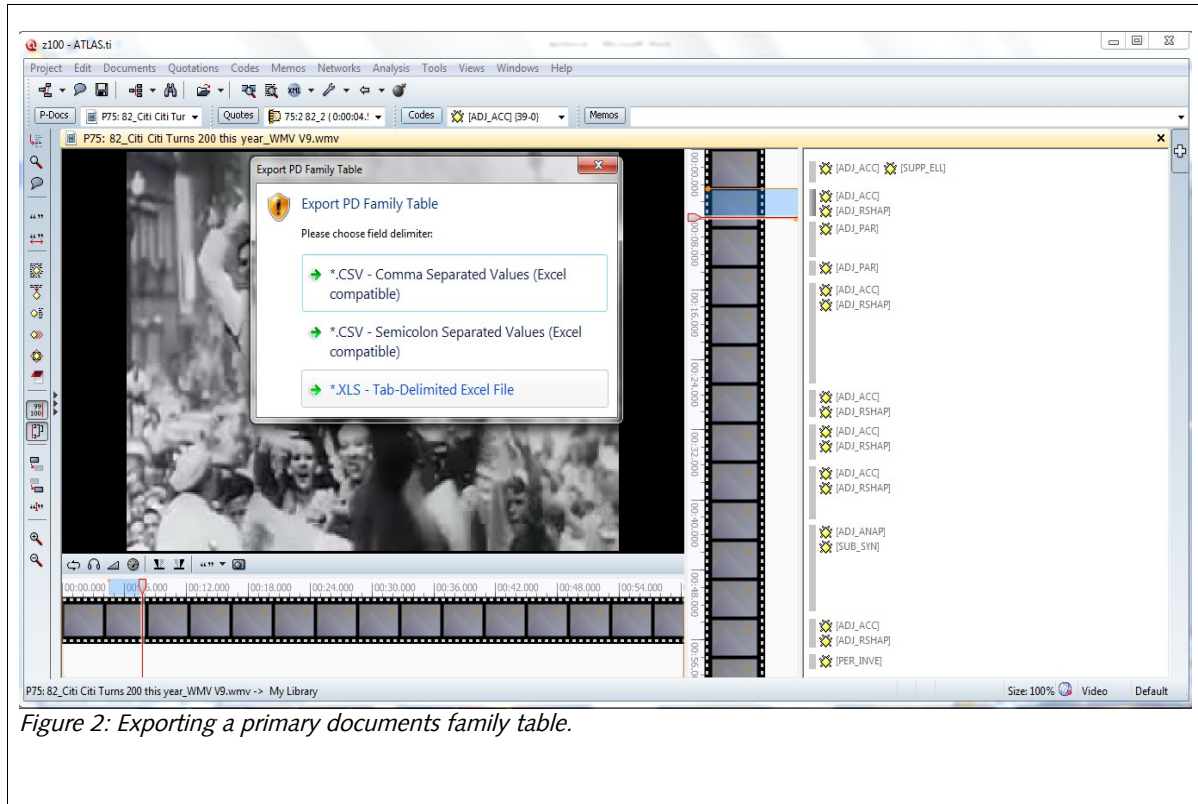 z100 - ATLAS.ti
Project Edit Documents Quotations Codes Memos Networks Analysis Tools Views Windows Help
P-Docs P75: 82_Citi Citi Tur Quotes 75:2 82_2 (0:00:04.! Codes [ADJ_ACC] (39-0) Memos
P75: 82_Citi Citi Turns 200 this year_WMV V9.wmv
Export PD Family Table
Export PD Family Table
Please choose field delimiter:
*.CSV - Comma Separated Values (Excel
compatible)
*.CSV - Semicolon Separated Values (Excel
compatible)
*.XLS - Tab-Delimited Excel File
00:00.000
00:08.000
00:16.000
00:24.000
00:32.000
00:40.000
00:48.000
[ADJ_ACC] [SUPP_ELL]
[ADJ_ACC]
[ADJ_RSHAP]
[ADJ_PAR]
[ADJ_PAR]
[ADJ_ACC]
[ADJ_RSHAP]
[ADJ_ACC]
[ADJ_RSHAP]
[ADJ_ACC]
[ADJ_RSHAP]
[ADJ_ACC]
[ADJ_RSHAP]
[ADJ_ANAP]
[SUB_SYN]
[ADJ_ACC]
[ADJ_RSHAP]
[PER_INVE]
00:00.000 00:12.000 00:18.000 00:24.000 00:30.000 00:36.000 00:42.000 00:48.000 00:54.000
P75: 82_Citi Citi Turns 200 this year_WMV V9.wmv -> My Library Size: 100% Video Default
Figure 2: Exporting a primary documents family table.